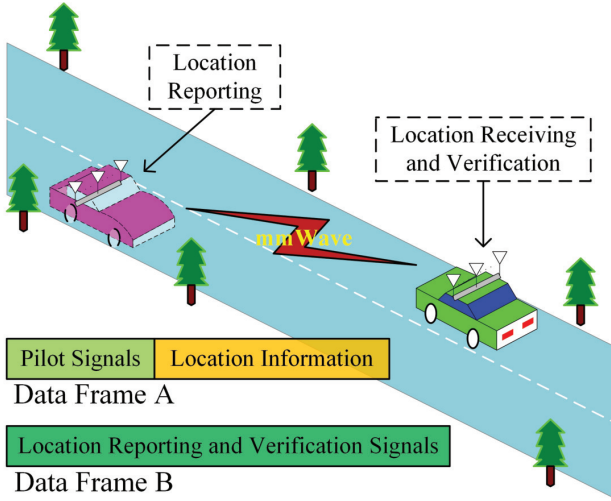 Location
Reporting
Location Receiving
and Verification
mmWave
Pilot Signals
Location Information
Data Frame A
Location Reporting and Verification Signals
Data Frame B